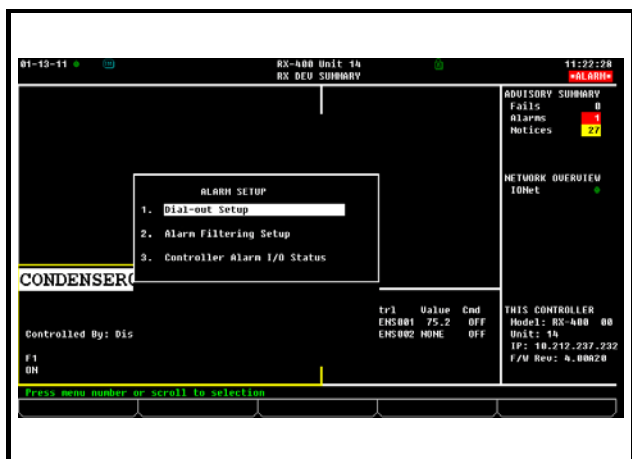 01-13-11
RX-400 Unit 14
11:22:28
RX DEV SUMMARY
*ALARM*
ADVISORY SUMMARY
Fails 0
Alarms 1
Notices 27
NETWORK OVERVIEW
IONet
ALARM SETUP
1. Dial-out Setup
2. Alarm Filtering Setup
3. Controller Alarm I/O Status
CONDENSER
trl Value Cmd
ENS001 75.2 OFF
ENS002 NONE OFF
Controlled By: Dis
F1
ON
THIS CONTROLLER
Model: RX-400 00
Unit: 14
IP: 10.212.237.232
F/W Rev: 4.00A20
Press menu number or scroll to selection